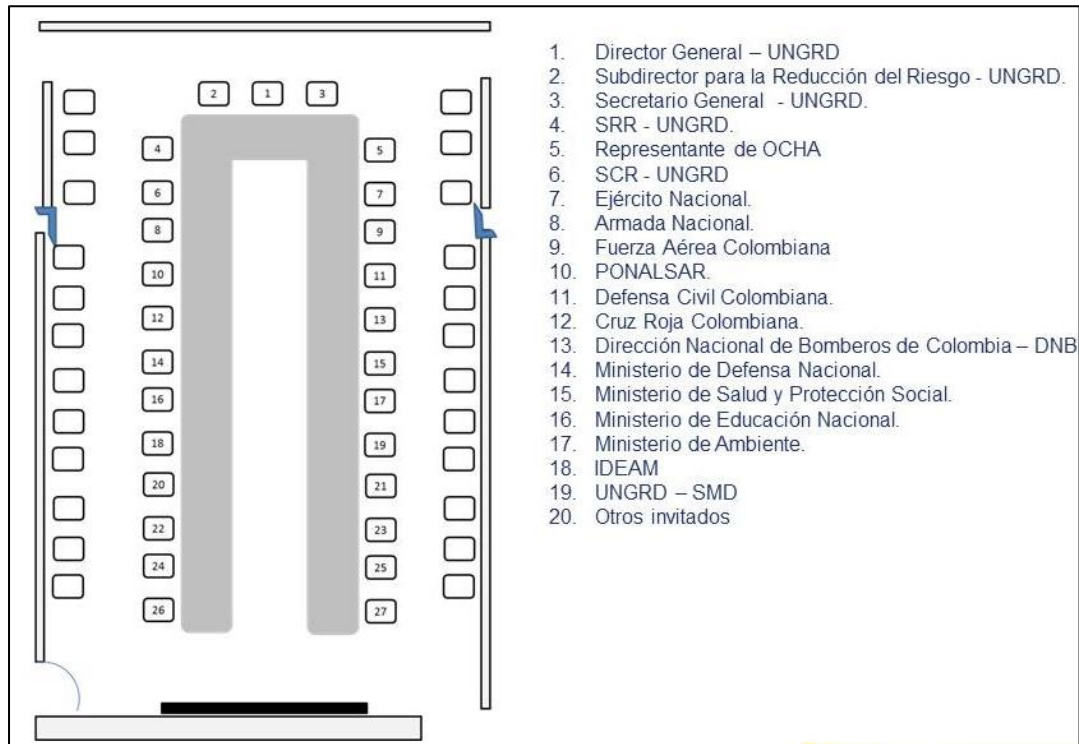 2 1 3
4 5
6 7
8 9
10 11
12 13
14 15
16 17
18 19
20 21
22 23
24 25
26 27
1. Director General – UNGRD
2. Subdirector para la Reducción del Riesgo - UNGRD.
3. Secretario General - UNGRD.
4. SRR - UNGRD.
5. Representante de OCHA
6. SCR - UNGRD
7. Ejército Nacional.
8. Armada Nacional.
9. Fuerza Aérea Colombiana
10. PONALSAR.
11. Defensa Civil Colombiana.
12. Cruz Roja Colombiana.
13. Dirección Nacional de Bomberos de Colombia – DNB
14. Ministerio de Defensa Nacional.
15. Ministerio de Salud y Protección Social.
16. Ministerio de Educación Nacional.
17. Ministerio de Ambiente.
18. IDEAM
19. UNGRD – SMD
20. Otros invitados